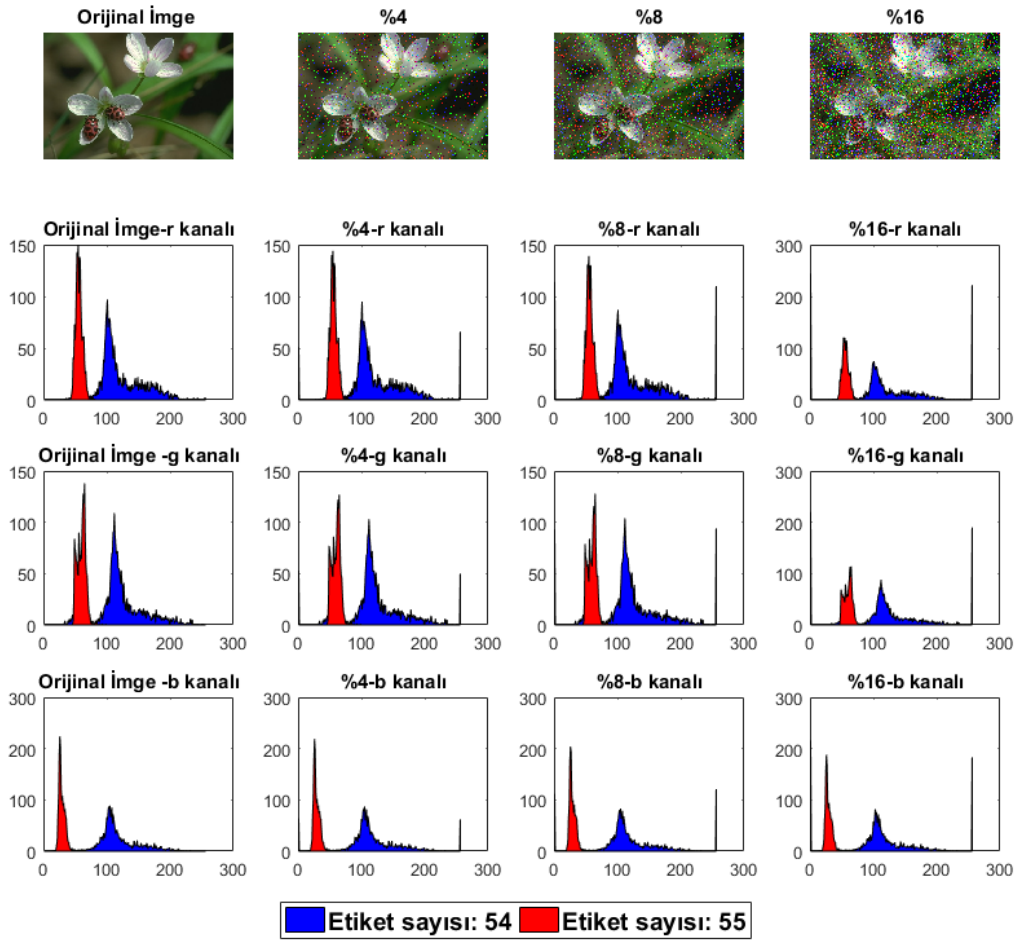 Orijinal İmge %4 %8 %16
Orijinal İmge-r kanalı %4-r kanalı %8-r kanalı %16-r kanalı
150 150 150 300
100 100 100 200
50 50 50 100
0 0 0 0
0 100 200 300 0 100 200 300 0 100 200 300 0 100 200 300
Orijinal İmge -g kanalı %4-g kanalı %8-g kanalı %16-g kanalı
150 150 150 300
100 100 100 200
50 50 50 100
0 0 0 0
0 100 200 300 0 100 200 300 0 100 200 300 0 100 200 300
Orijinal İmge -b kanalı %4-b kanalı %8-b kanalı %16-b kanalı
300 300 300 300
200 200 200 200
100 100 100 100
0 0 0 0
0 100 200 300 0 100 200 300 0 100 200 300 0 100 200 300
Etiket sayısı: 54 Etiket sayısı: 55